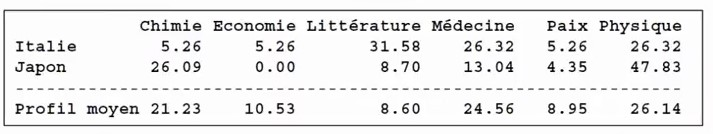 Chimie Economie Littérature Médecine Paix Physique
Italie 5.26 5.26 31.58 26.32 5.26 26.32
Japon 26.09 0.00 8.70 13.04 4.35 47.83
--------------------------------------------------------------------
Profil moyen 21.23 10.53 8.60 24.56 8.95 26.14